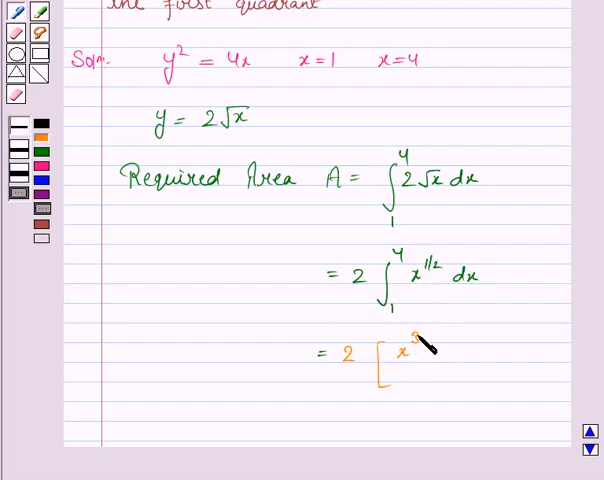 the first quadrant
Soln. y² = 4x x=1 x=4
y = 2√x
Required Area A = ∫₁⁴ 2√x dx
= 2 ∫₁⁴ x^{1/2} dx
= 2 [ x³